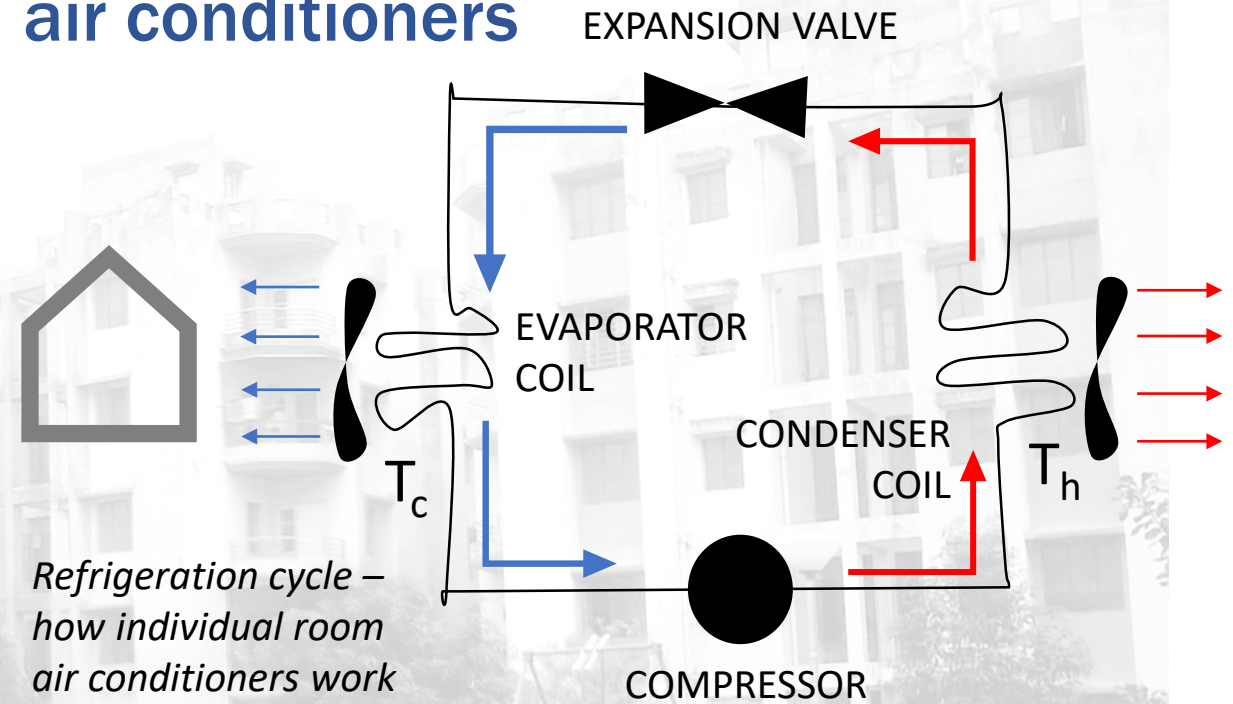 air conditioners
EXPANSION VALVE
EVAPORATOR
COIL
CONDENSER
COIL
Tc
Th
Refrigeration cycle –
how individual room
air conditioners work
COMPRESSOR